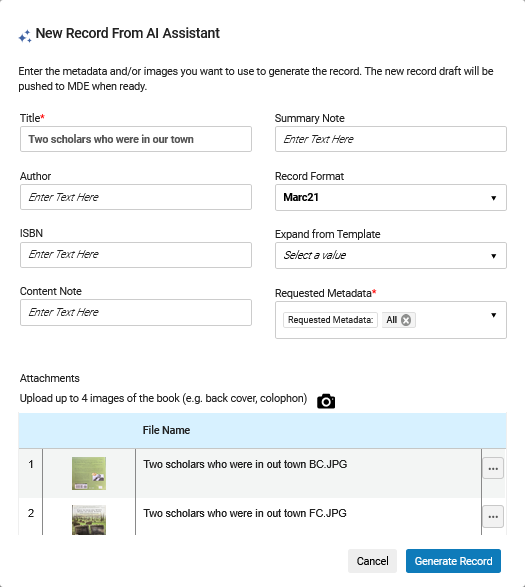 New Record From AI Assistant
Enter the metadata and/or images you want to use to generate the record. The new record draft will be
pushed to MDE when ready.
Title*
Two scholars who were in our town
Summary Note
Enter Text Here
Author
Enter Text Here
Record Format
Marc21
ISBN
Enter Text Here
Expand from Template
Select a value
Content Note
Enter Text Here
Requested Metadata*
Requested Metadata: All
Attachments
Upload up to 4 images of the book (e.g. back cover, colophon)
File Name
1 Two scholars who were in out town BC.JPG
2 Two scholars who were in out town FC.JPG
Cancel Generate Record